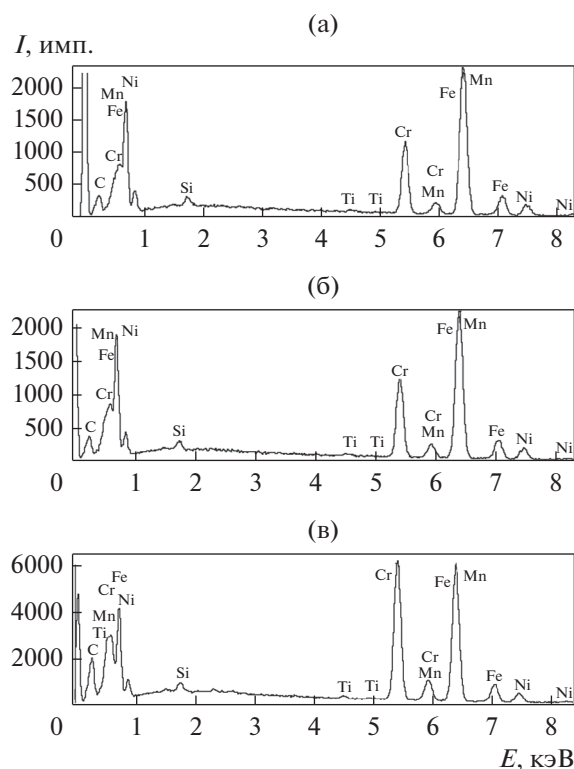 (а)
I, имп.
2000
1500
1000
500
0
1
2
3
4
5
6
7
8
C
Cr
Mn
Fe
Ni
Si
Ti
Ti
Cr
Cr
Mn
Fe
Mn
Fe
Ni
Ni
(б)
2000
1500
1000
500
0
1
2
3
4
5
6
7
8
C
Cr
Mn
Fe
Ni
Si
Ti
Ti
Cr
Cr
Mn
Fe
Mn
Fe
Ni
Ni
(в)
6000
4000
2000
0
1
2
3
4
5
6
7
8
C
Fe
Cr
Ni
Mn
Ti
Si
Ti
Ti
Cr
Cr
Mn
Fe
Mn
Fe
Ni
Ni
E, кэВ